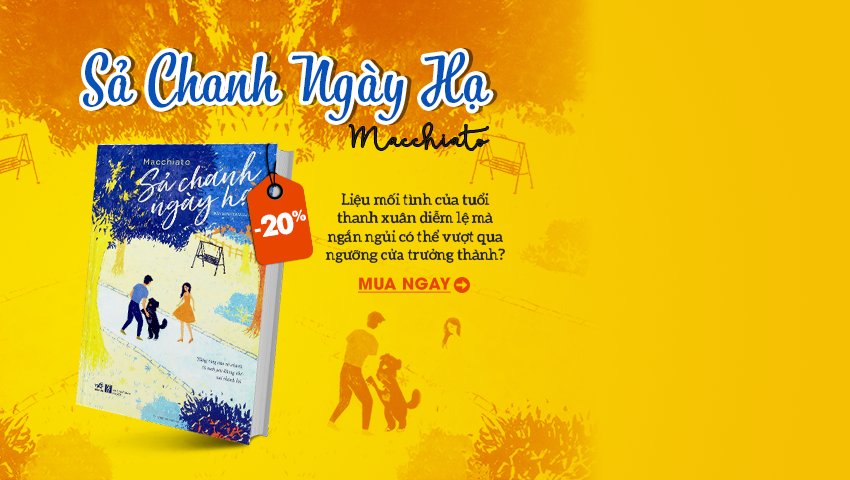 Sả Chanh Ngày Hạ
Macchiato
Macchiato
Sả chanh
ngày hạ
-20%
Liệu mối tình của tuổi
thanh xuân diễm lệ mà
ngắn ngủi có thể vượt qua
ngưỡng cửa trưởng thành?
MUA NGAY